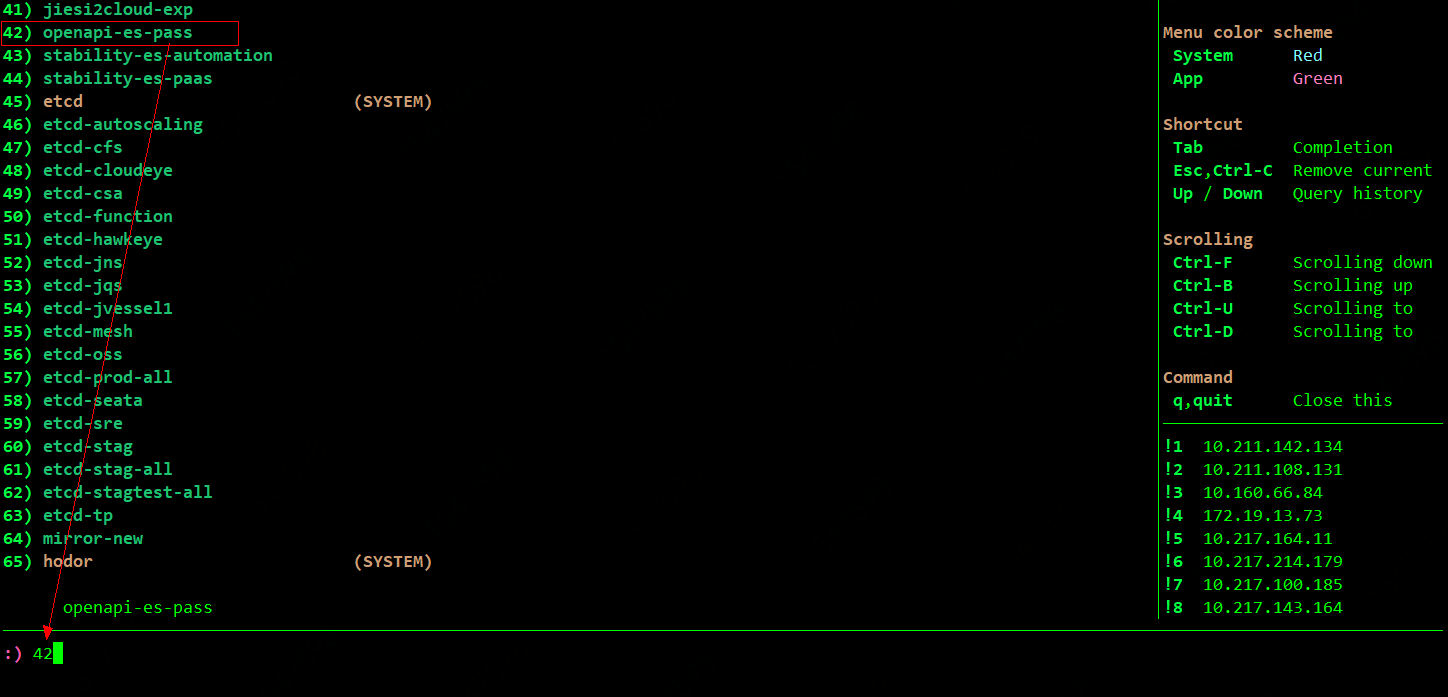 41) jiesi2cloud-exp
42) openapi-es-pass
43) stability-es-automation
44) stability-es-paas
45) etcd (SYSTEM)
46) etcd-autoscaling
47) etcd-cfs
48) etcd-cloudeye
49) etcd-csa
50) etcd-function
51) etcd-hawkeye
52) etcd-jns
53) etcd-jqs
54) etcd-jvessel1
55) etcd-mesh
56) etcd-oss
57) etcd-prod-all
58) etcd-seata
59) etcd-sre
60) etcd-stag
61) etcd-stag-all
62) etcd-stagtest-all
63) etcd-tp
64) mirror-new
65) hodor (SYSTEM)
openapi-es-pass
:) 42
Menu color scheme
System Red
App Green
Shortcut
Tab Completion
Esc,Ctrl-C Remove current
Up / Down Query history
Scrolling
Ctrl-F Scrolling down
Ctrl-B Scrolling up
Ctrl-U Scrolling to
Ctrl-D Scrolling to
Command
q,quit Close this
!1 10.211.142.134
!2 10.211.108.131
!3 10.160.66.84
!4 172.19.13.73
!5 10.217.164.11
!6 10.217.214.179
!7 10.217.100.185
!8 10.217.143.164